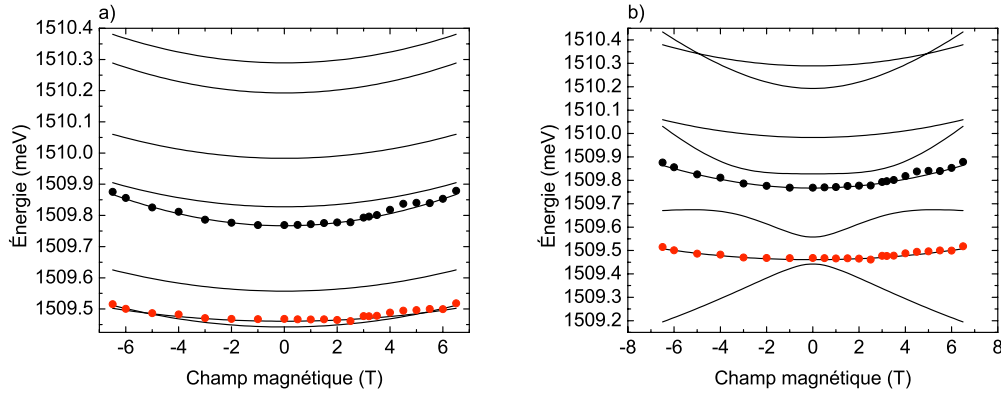 a)
Énergie (meV)
1510.4
1510.3
1510.2
1510.1
1510.0
1509.9
1509.8
1509.7
1509.6
1509.5
-6 -4 -2 0 2 4 6
Champ magnétique (T)
b)
Énergie (meV)
1510.4
1510.3
1510.2
1510.1
1510.0
1509.9
1509.8
1509.7
1509.6
1509.5
1509.4
1509.3
1509.2
-8 -6 -4 -2 0 2 4 6 8
Champ magnétique (T)